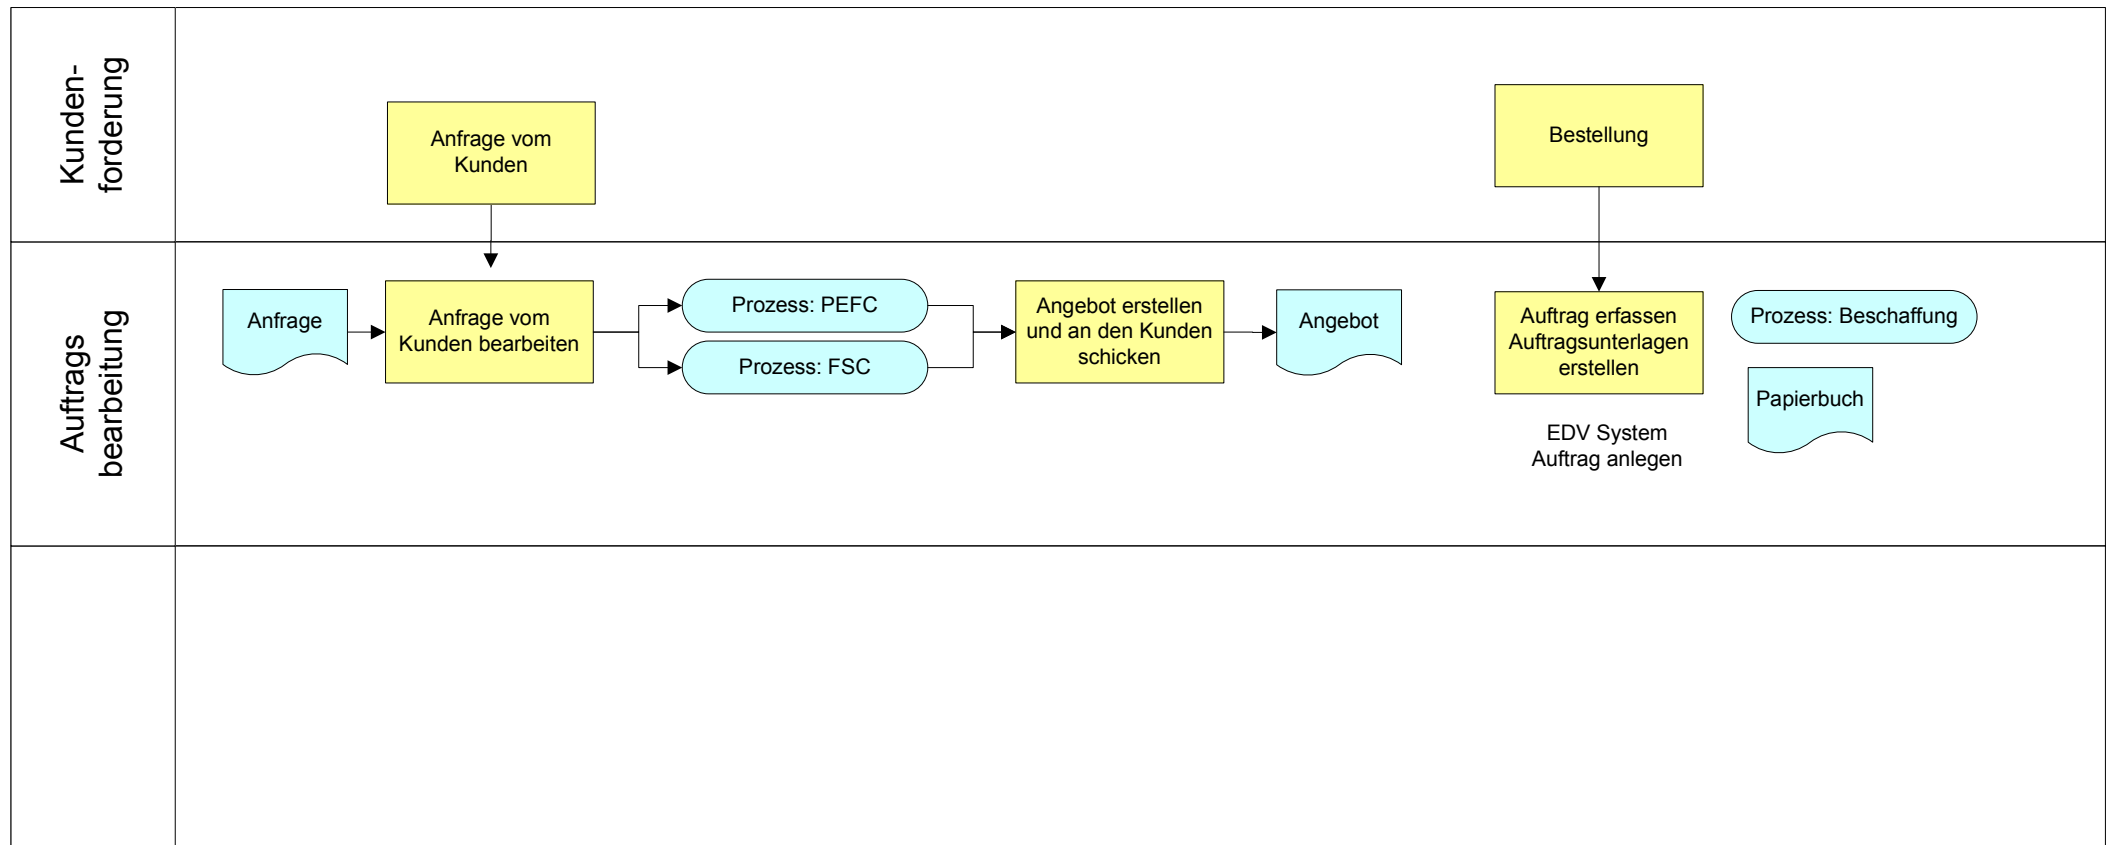 Kunden-
forderung
Anfrage vom
Kunden
Bestellung
Auftrags
bearbeitung
Anfrage
Anfrage vom
Kunden bearbeiten
Prozess: PEFC
Prozess: FSC
Angebot erstellen
und an den Kunden
schicken
Angebot
Auftrag erfassen
Auftragsunterlagen
erstellen
EDV System
Auftrag anlegen
Prozess: Beschaffung
Papierbuch